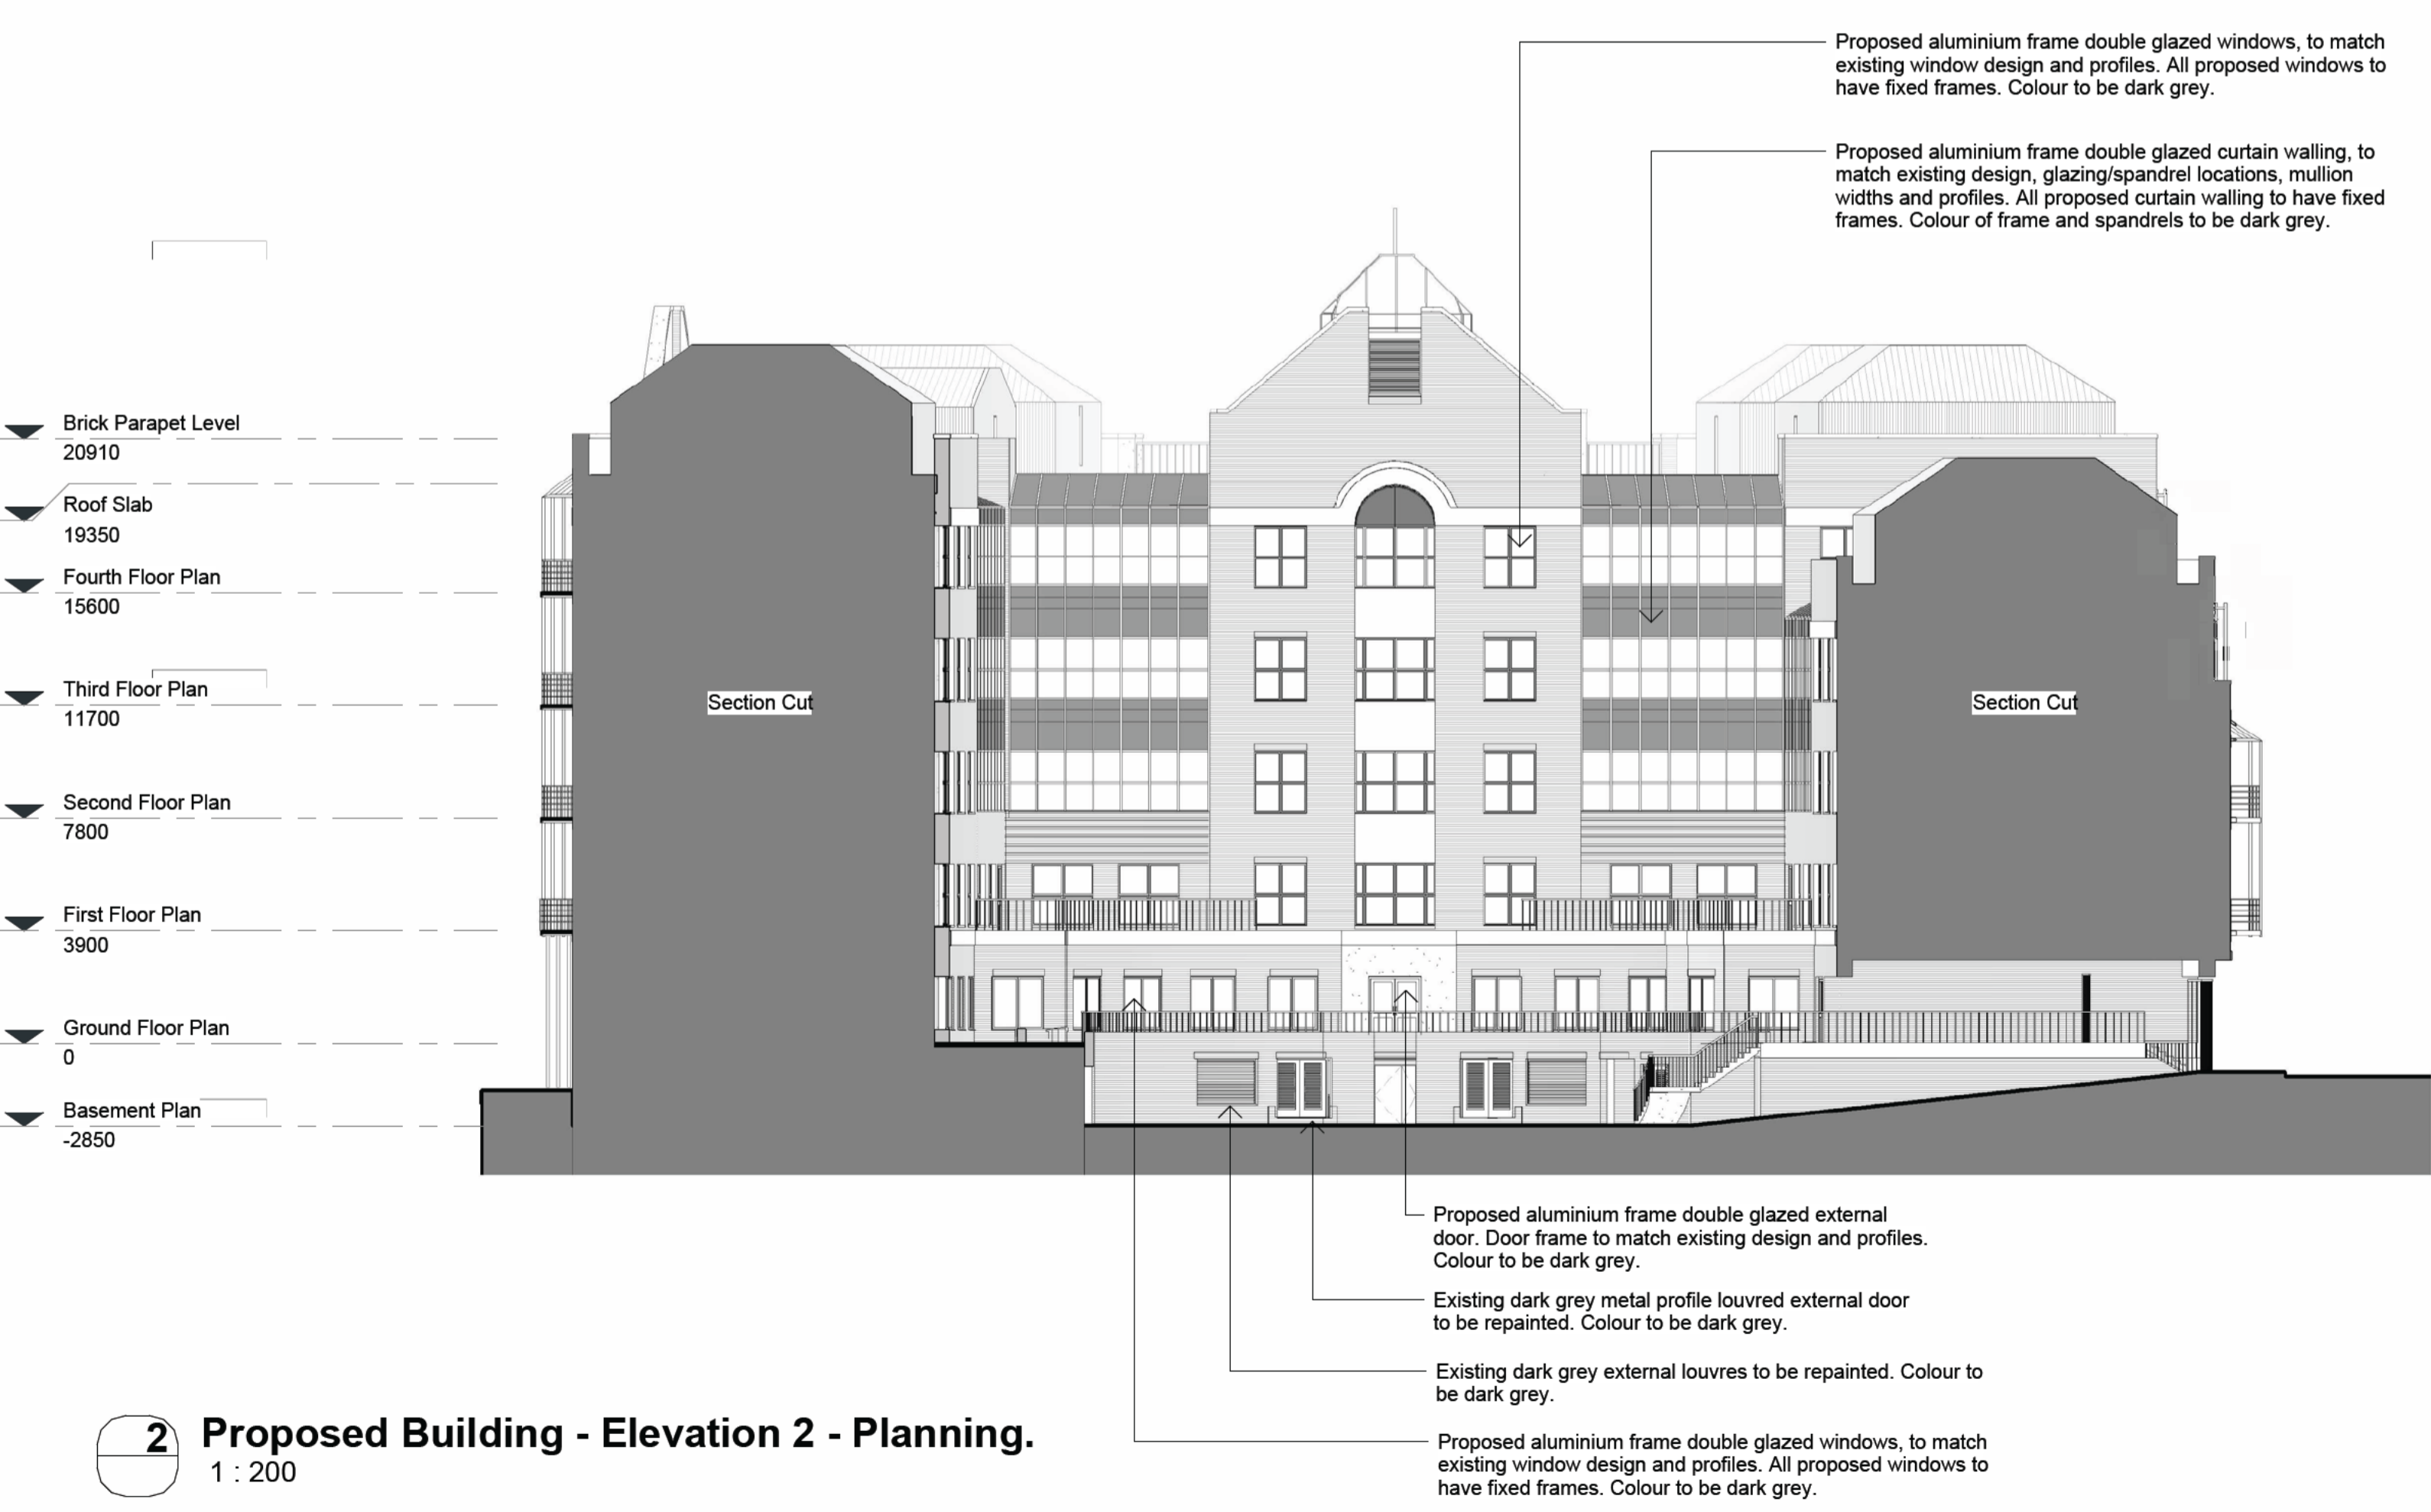 Proposed aluminium frame double glazed windows, to match
existing window design and profiles. All proposed windows to
have fixed frames. Colour to be dark grey.
Proposed aluminium frame double glazed curtain walling, to
match existing design, glazing/spandrel locations, mullion
widths and profiles. All proposed curtain walling to have fixed
frames. Colour of frame and spandrels to be dark grey.
Brick Parapet Level
20910
Roof Slab
19350
Fourth Floor Plan
15600
Third Floor Plan
11700
Second Floor Plan
7800
First Floor Plan
3900
Ground Floor Plan
0
Basement Plan
-2850
Section Cut
Section Cut
Proposed aluminium frame double glazed external
door. Door frame to match existing design and profiles.
Colour to be dark grey.
Existing dark grey metal profile louvred external door
to be repainted. Colour to be dark grey.
Existing dark grey external louvres to be repainted. Colour to
be dark grey.
Proposed aluminium frame double glazed windows, to match
existing window design and profiles. All proposed windows to
have fixed frames. Colour to be dark grey.
2
Proposed Building - Elevation 2 - Planning.
1 : 200